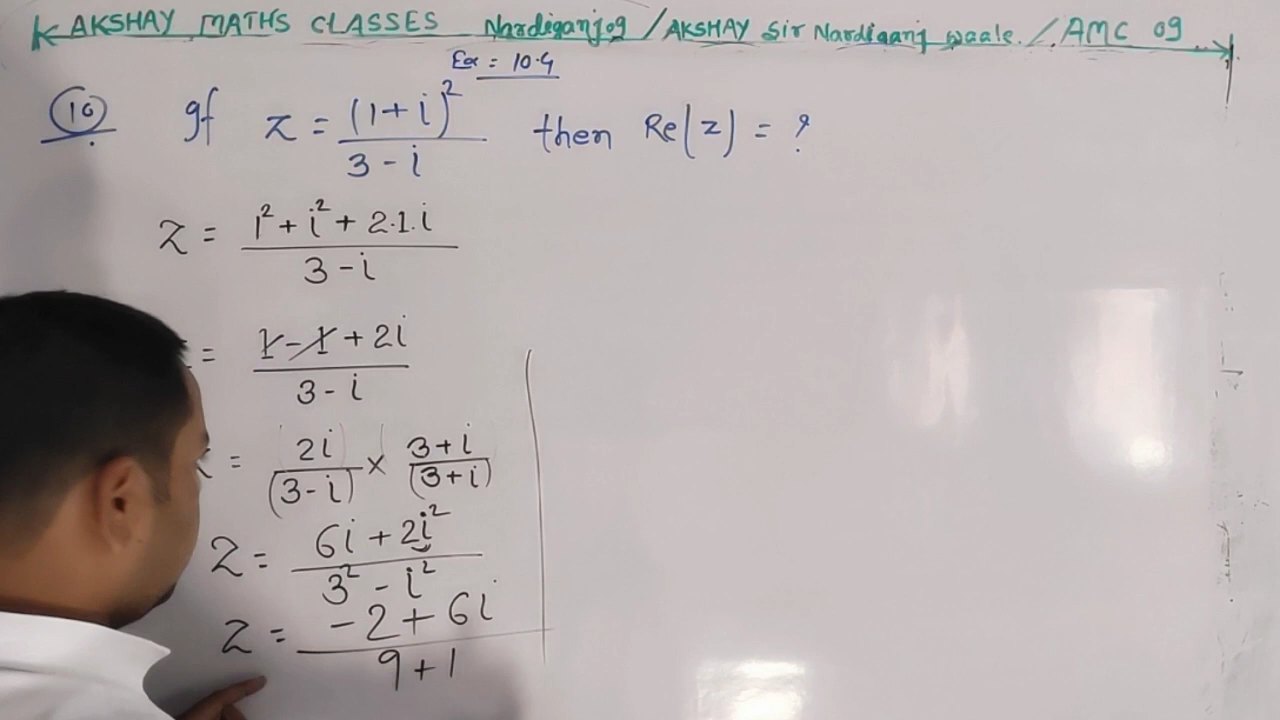 AKSHAY MATHS CLASSES Nardiganj 09 / AKSHAY Sir Nardiganj waale. / AMC 09
Ex = 10.4
(10) If z = (1+i)² / 3-i then Re(z) = ?
z = 1² + i² + 2.1.i / 3-i
= 1-1+2i / 3-i
= 2i / (3-i) × 3+i / (3+i)
z = 6i + 2i² / 3² - i²
z = -2+6i / 9+1